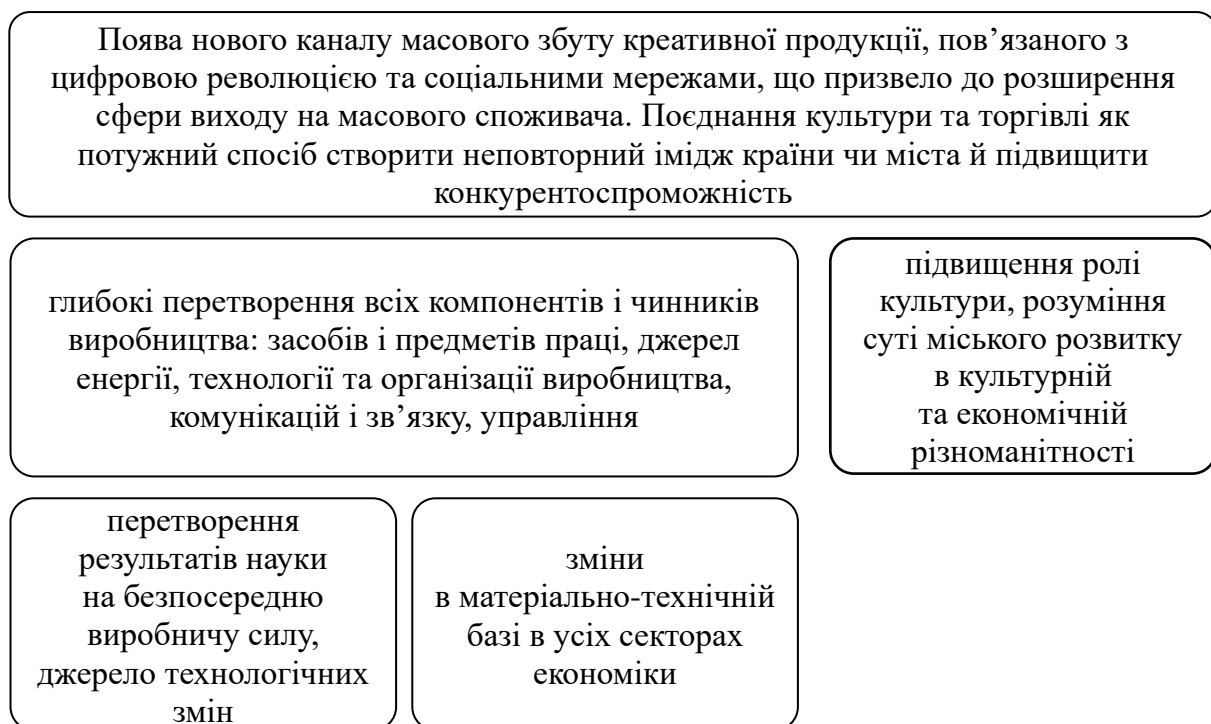 Поява нового каналу масового збуту креативної продукції, пов’язаного з
цифровою революцією та соціальними мережами, що призвело до розширення
сфери виходу на масового споживача. Поєднання культури та торгівлі як
потужний спосіб створити неповторний імідж країни чи міста й підвищити
конкурентоспроможність
глибокі перетворення всіх компонентів і чинників
виробництва: засобів і предметів праці, джерел
енергії, технології та організації виробництва,
комунікацій і зв’язку, управління
підвищення ролі
культури, розуміння
суті міського розвитку
в культурній
та економічній
різноманітності
перетворення
результатів науки
на безпосередню
виробничу силу,
джерело технологічних
змін
зміни
в матеріально-технічній
базі в усіх секторах
економіки